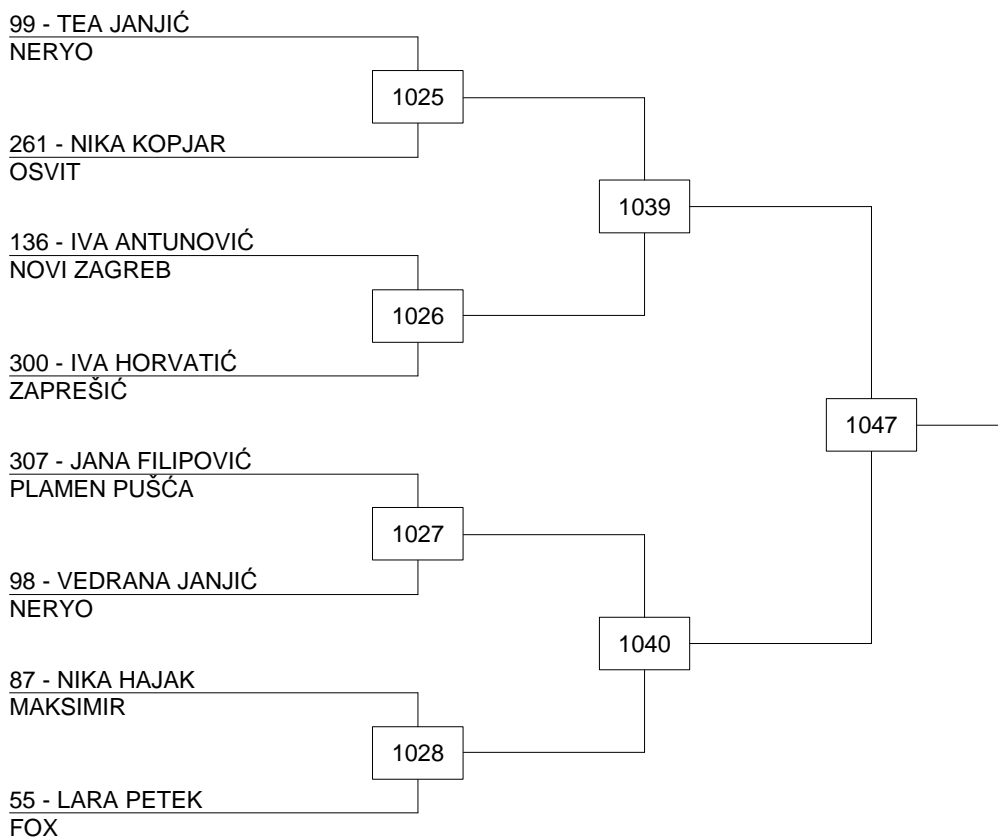 99 - TEA JANJIĆ
NERYO
1025
261 - NIKA KOPJAR
OSVIT
1039
136 - IVA ANTUNOVIĆ
NOVI ZAGREB
1026
300 - IVA HORVATIĆ
ZAPREŠIĆ
1047
307 - JANA FILIPOVIĆ
PLAMEN PUŠĆA
1027
98 - VEDRANA JANJIĆ
NERYO
1040
87 - NIKA HAJAK
MAKSIMIR
1028
55 - LARA PETEK
FOX